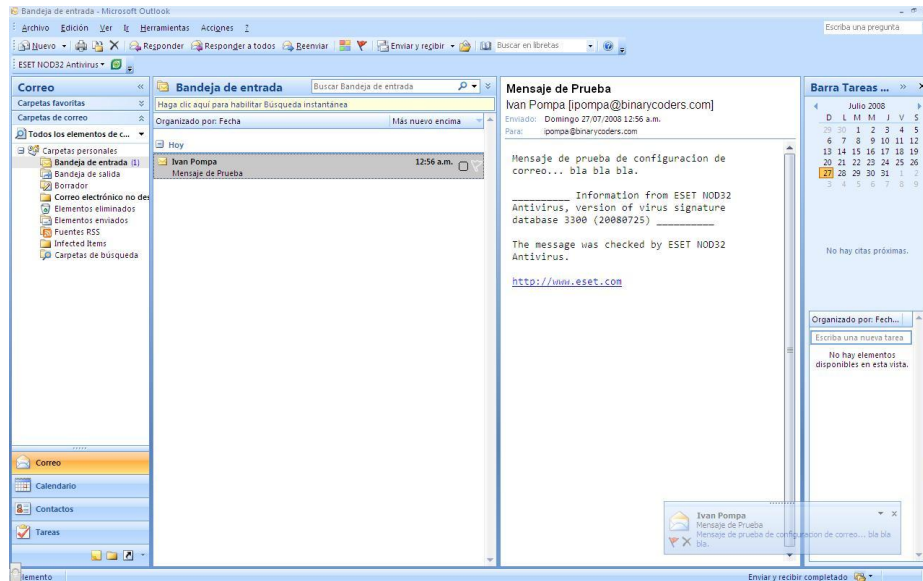 Bandeja de entrada - Microsoft Outlook
Archivo Edición Ver Ir Herramientas Acciones ?
Escriba una pregunta
Nuevo Responder Responder a todos Reenviar Enviar y recibir Buscar en libretas
ESET NOD32 Antivirus
Correo
Carpetas favoritas
Carpetas de correo
Todos los elementos de c...
Carpetas personales
Bandeja de entrada (1)
Bandeja de salida
Borrador
Correo electrónico no des
Elementos eliminados
Elementos enviados
Fuentes RSS
Infected Items
Carpetas de búsqueda
Correo
Calendario
Contactos
Tareas
Bandeja de entrada
Buscar Bandeja de entrada
Haga clic aquí para habilitar Búsqueda instantánea
Organizado por: Fecha Más nuevo encima
Hoy
Ivan Pompa 12:56 a.m.
Mensaje de Prueba
Mensaje de Prueba
Ivan Pompa [ipompa@binarycoders.com]
Enviado: Domingo 27/07/2008 12:56 a.m.
Para: ipompa@binarycoders.com
Mensaje de prueba de configuracion de
correo... bla bla bla.
__________ Information from ESET NOD32
Antivirus, version of virus signature
database 3300 (20080725) __________
The message was checked by ESET NOD32
Antivirus.
http://www.eset.com
Barra Tareas ...
Julio 2008
D L M M J V S
29 30 1 2 3 4 5
6 7 8 9 10 11 12
13 14 15 16 17 18 19
20 21 22 23 24 25 26
27 28 29 30 31 1 2
3 4 5 6 7 8 9
No hay citas próximas.
Organizado por: Fech...
Escriba una nueva tarea
No hay elementos
disponibles en esta vista.
Ivan Pompa
Mensaje de Prueba
Mensaje de prueba de configuracion de correo... bla bla
bla.
lemento
Enviar y recibir completado